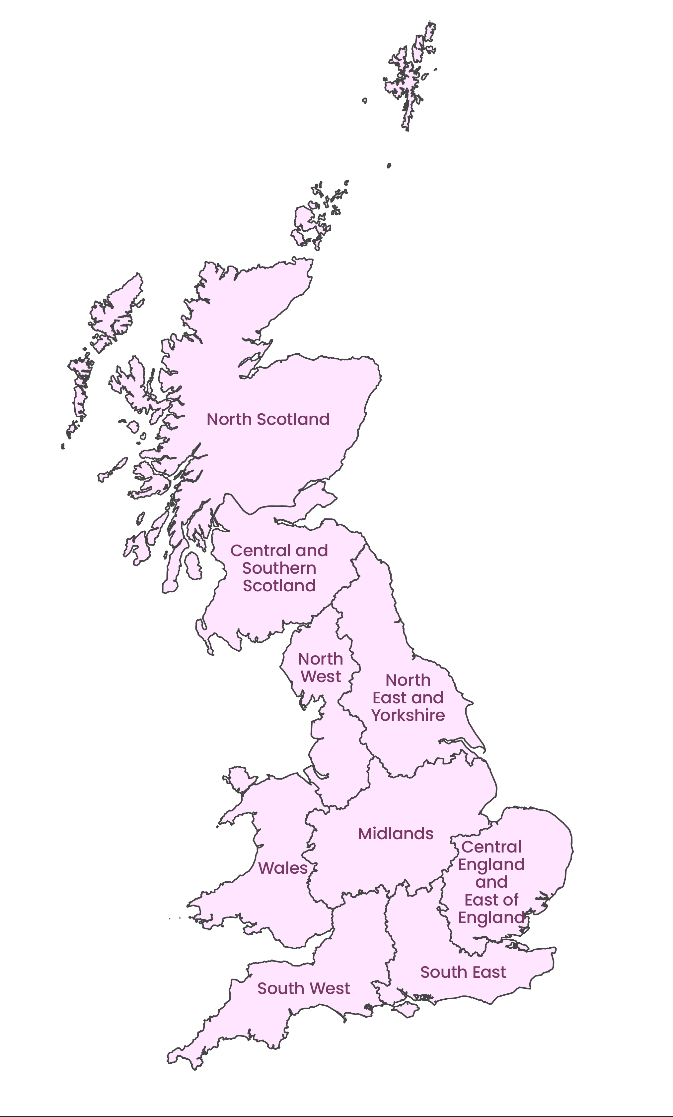 North Scotland
Central and
Southern
Scotland
North
West
North
East and
Yorkshire
Midlands
Central
England
and
East of
England
Wales
South East
South West